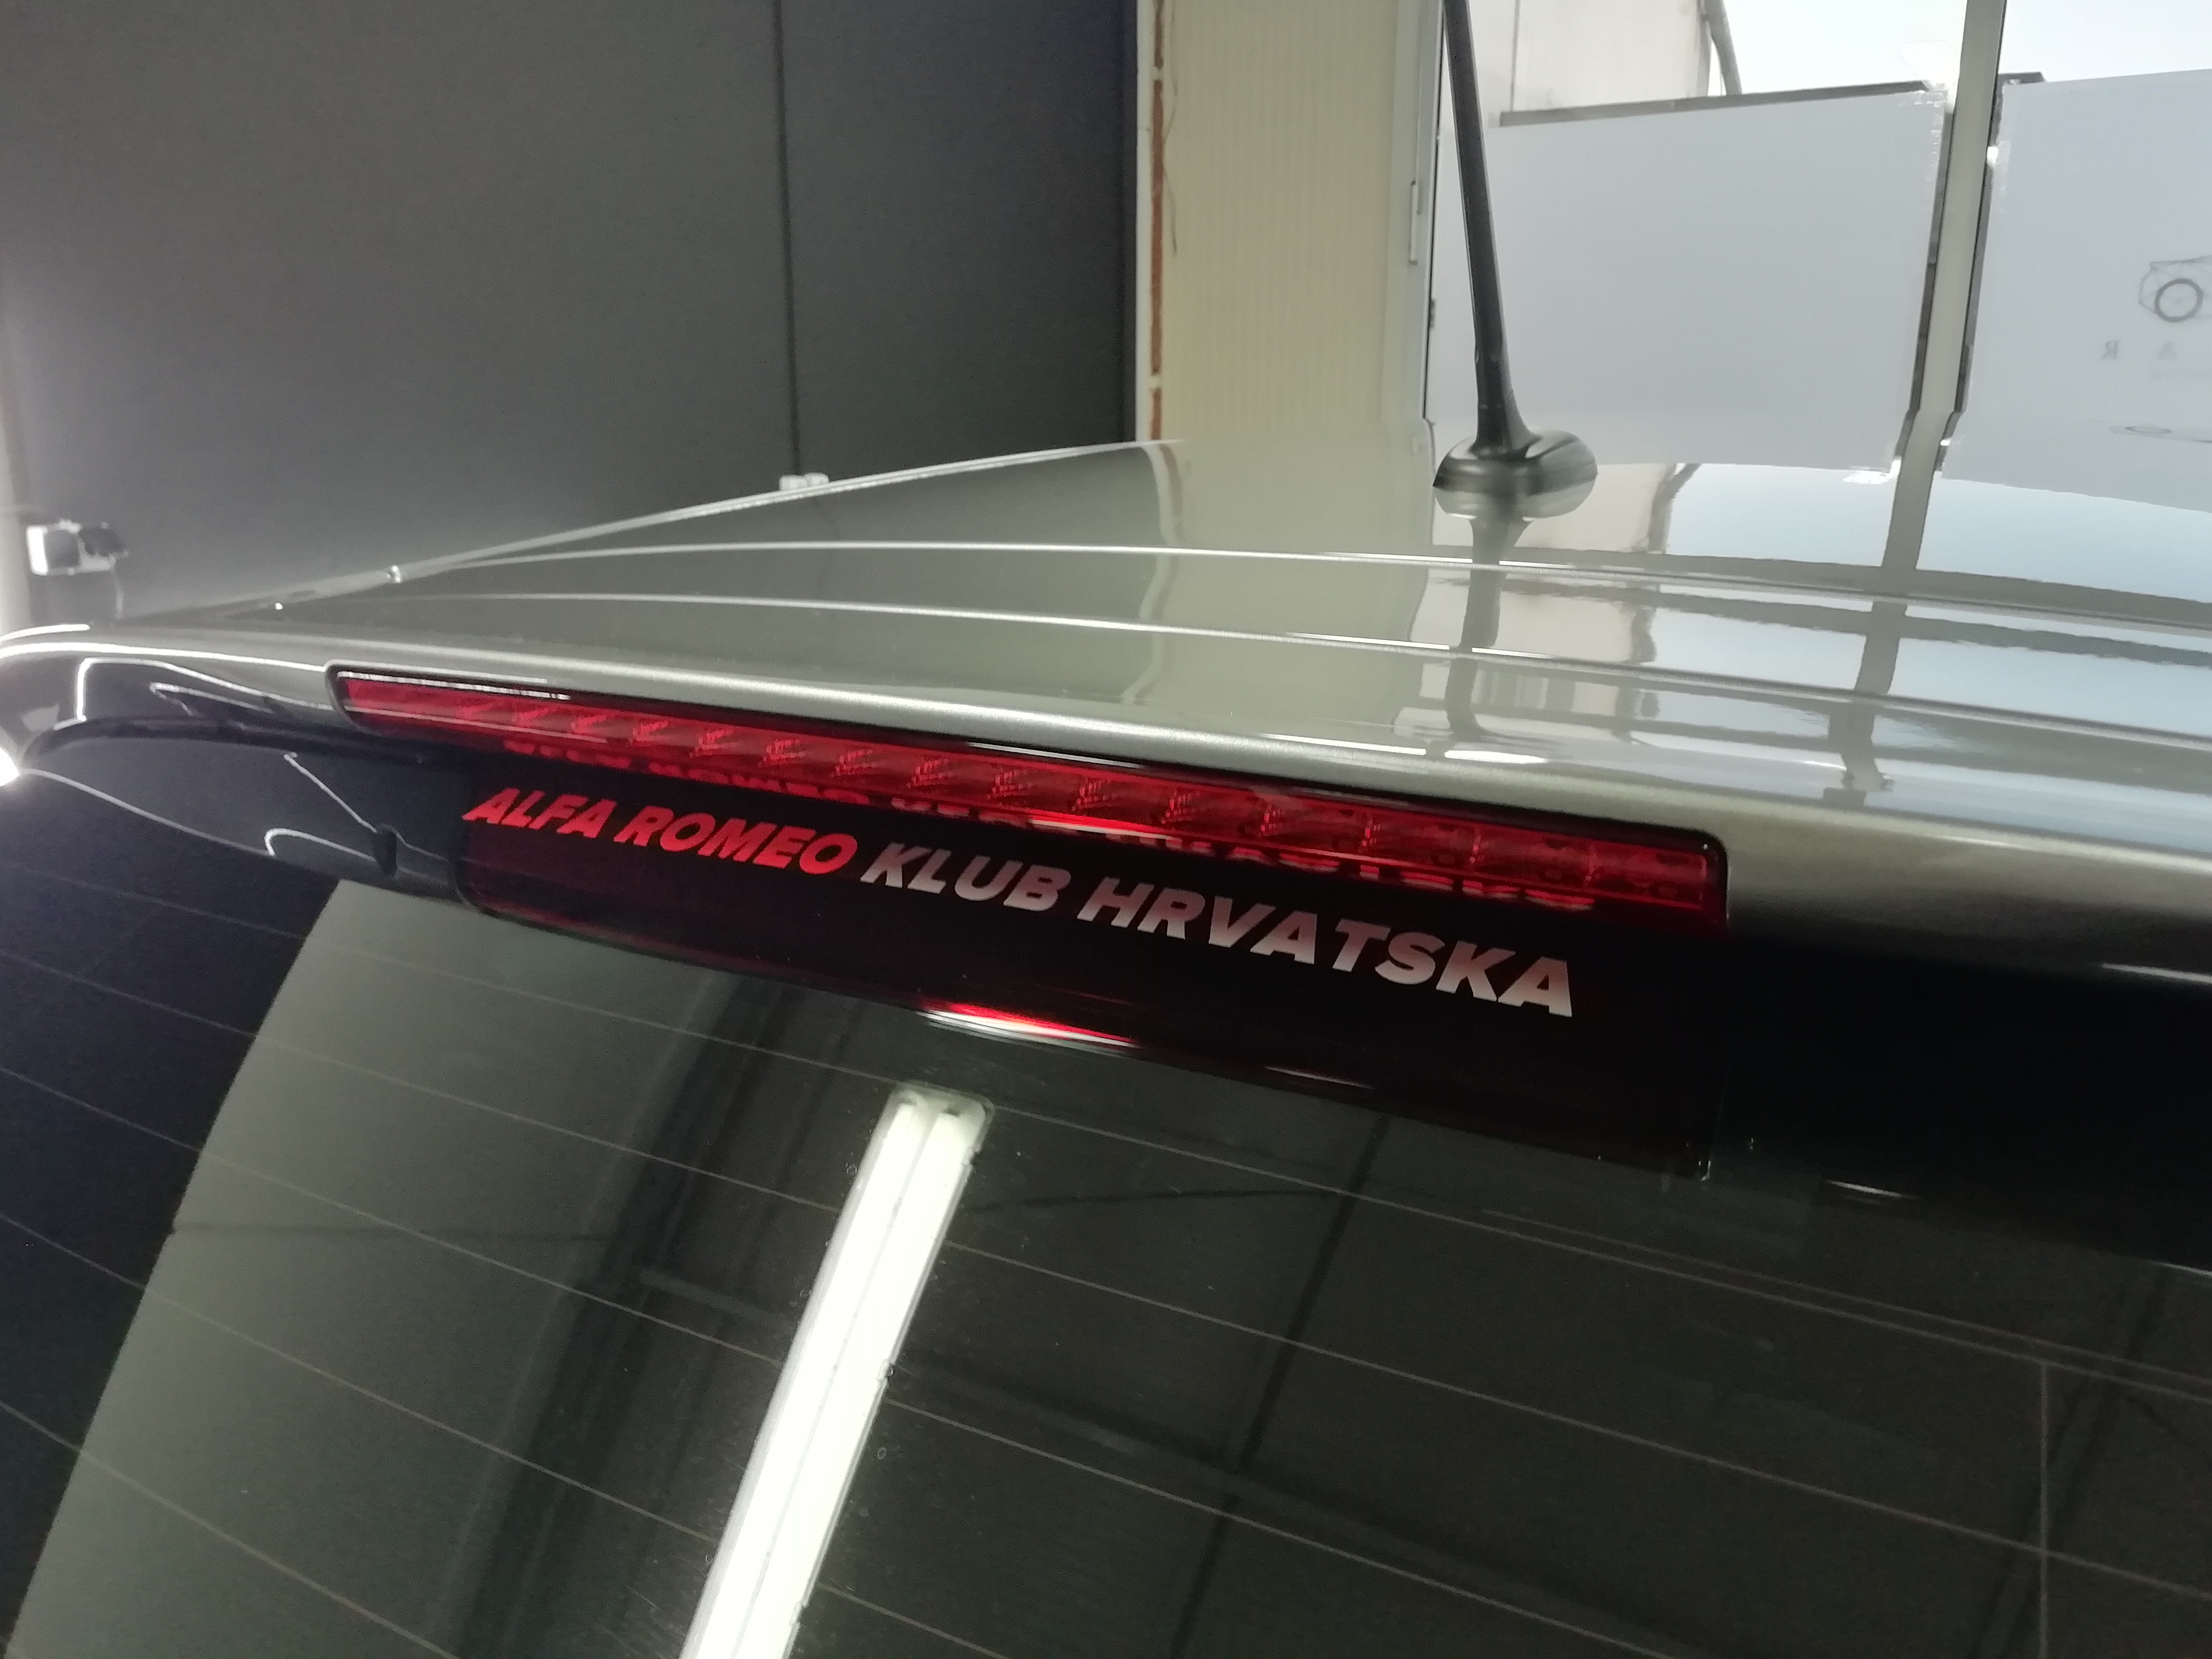 ALFA ROMEO KLUB HRVATSKA